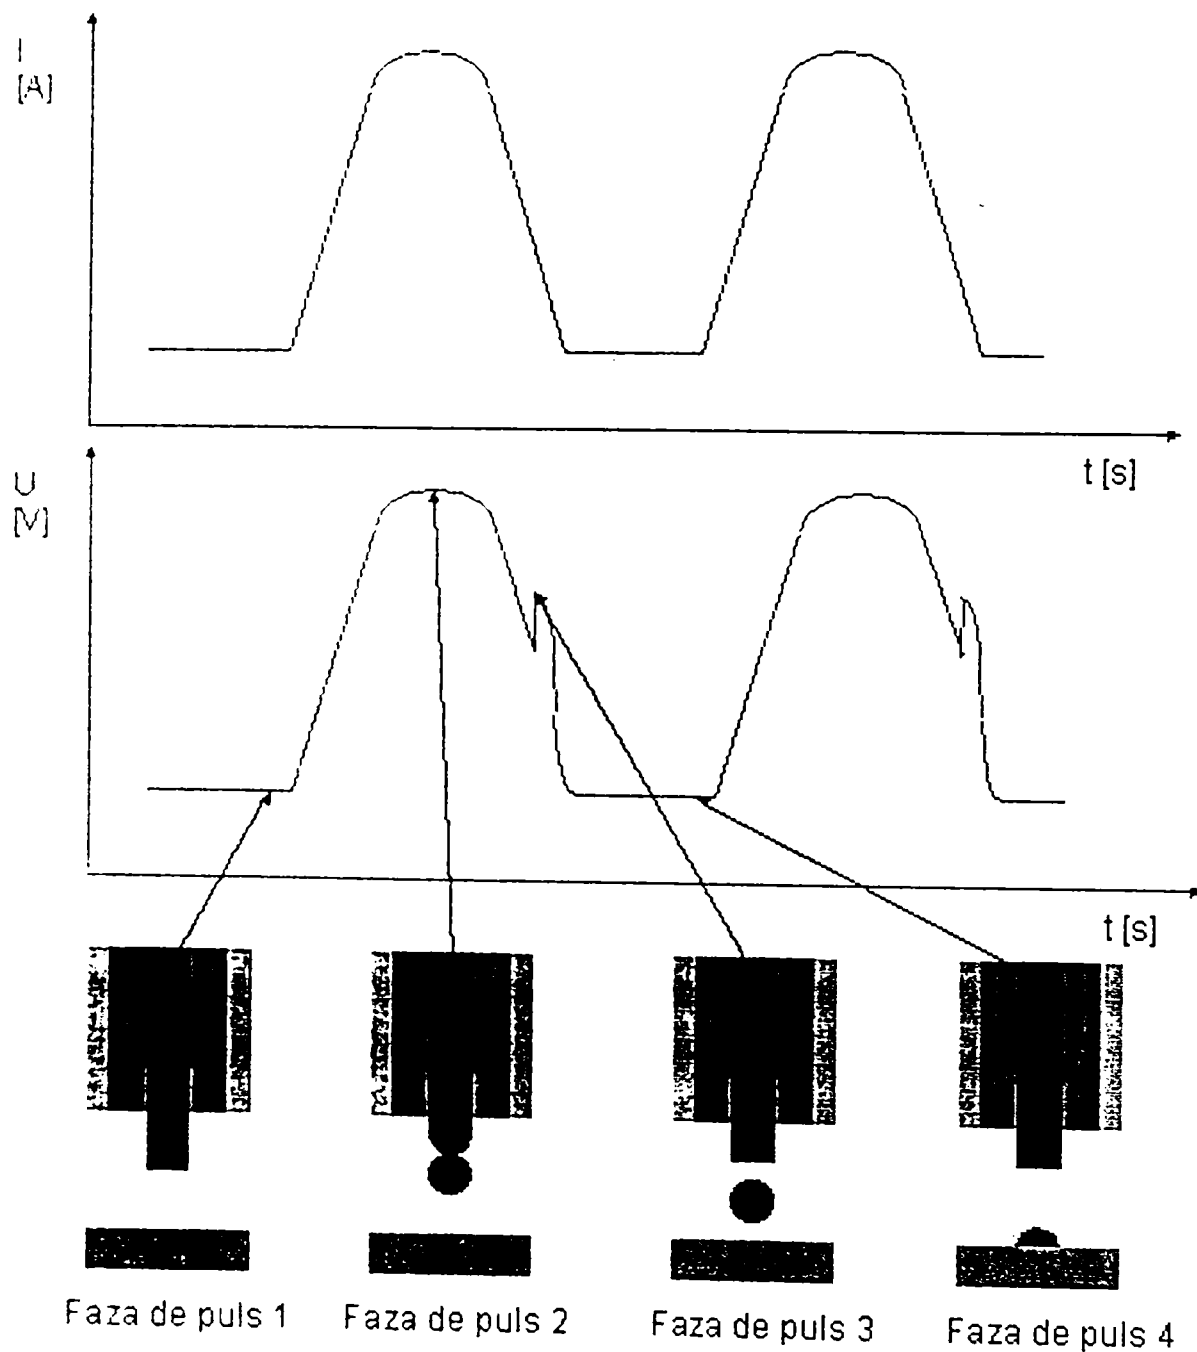 I
[A]
t [s]
U
[V]
t [s]
Faza de puls 1
Faza de puls 2
Faza de puls 3
Faza de puls 4